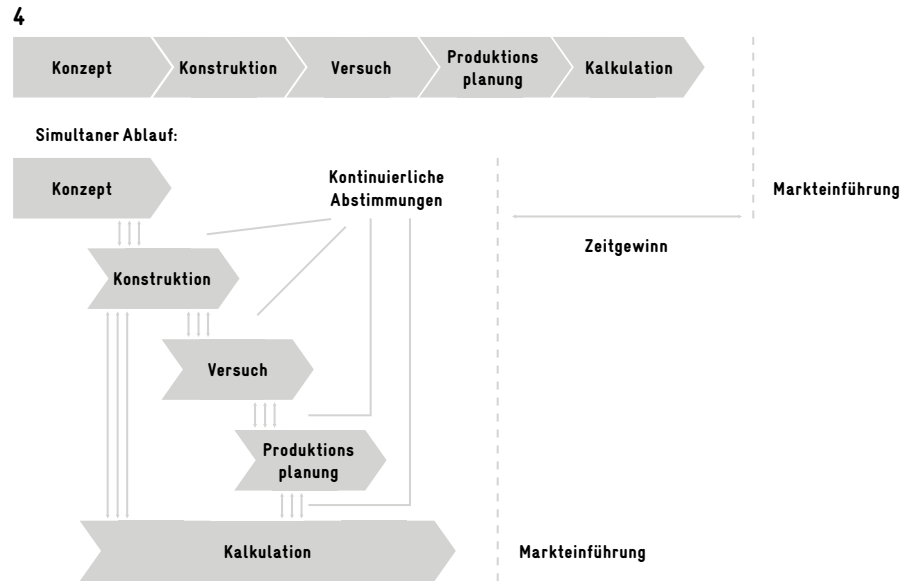 4
Konzept
Konstruktion
Versuch
Produktions
planung
Kalkulation
Simultaner Ablauf:
Konzept
Kontinuierliche
Abstimmungen
Markteinführung
Zeitgewinn
Konstruktion
Versuch
Produktions
planung
Kalkulation
Markteinführung